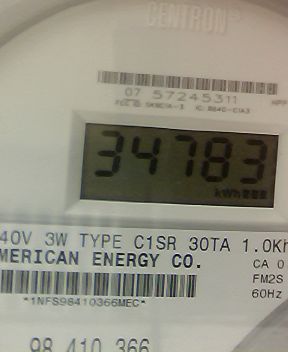 CENTRON®
07 57245311
34783
kWh
40V 3W TYPE C1SR 30TA 1.0Kh
MERICAN ENERGY CO.
CA 0
FM2S
*1NFS98410366MEC*
60Hz
98 410 366